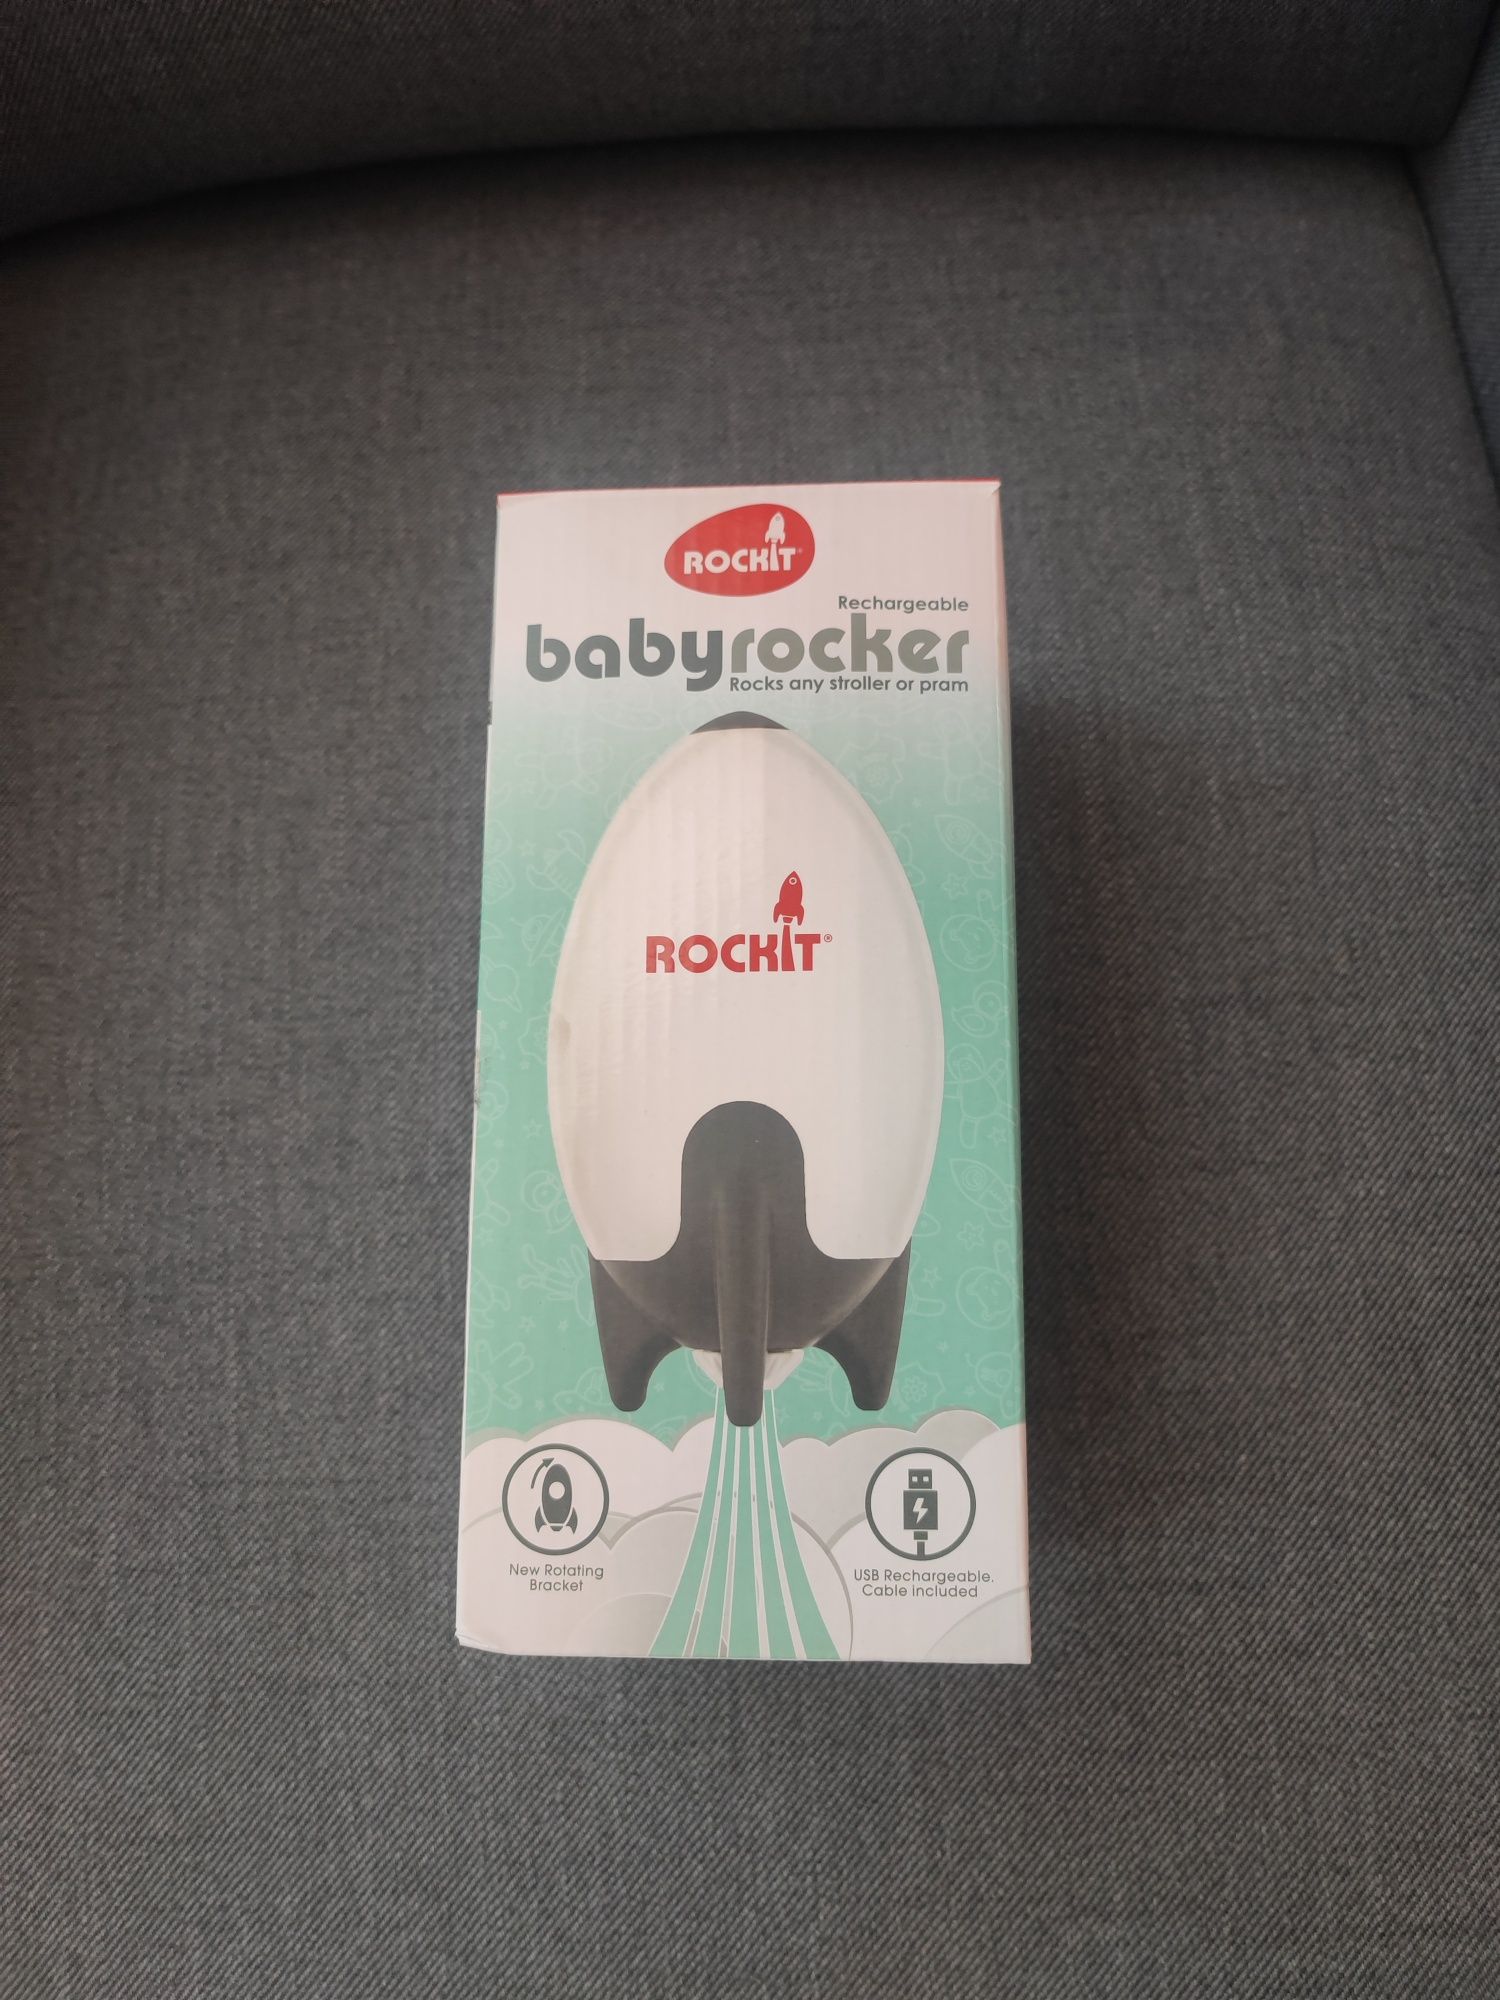 ROCKIT
Rechargeable
babyrocker
Rocks any stroller or pram
ROCKIT®
New Rotating
Bracket
USB Rechargeable.
Cable included